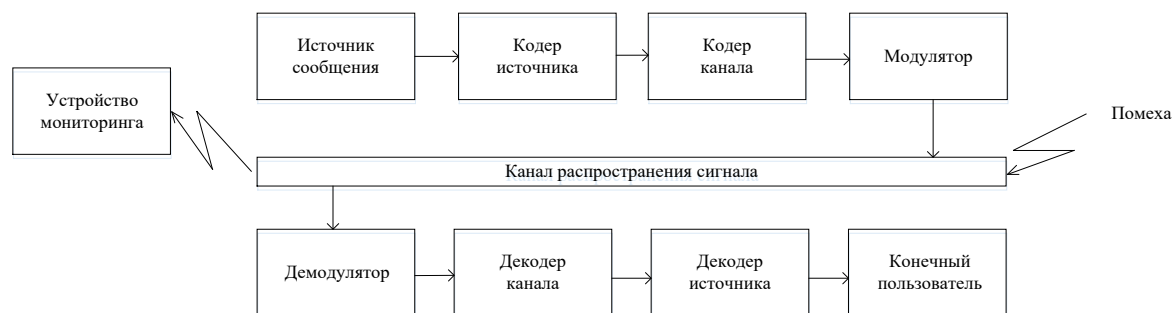 Источник
сообщения
Кодер
источника
Кодер
канала
Модулятор
Устройство
мониторинга
Помеха
Канал распространения сигнала
Демодулятор
Декодер
канала
Декодер
источника
Конечный
пользователь